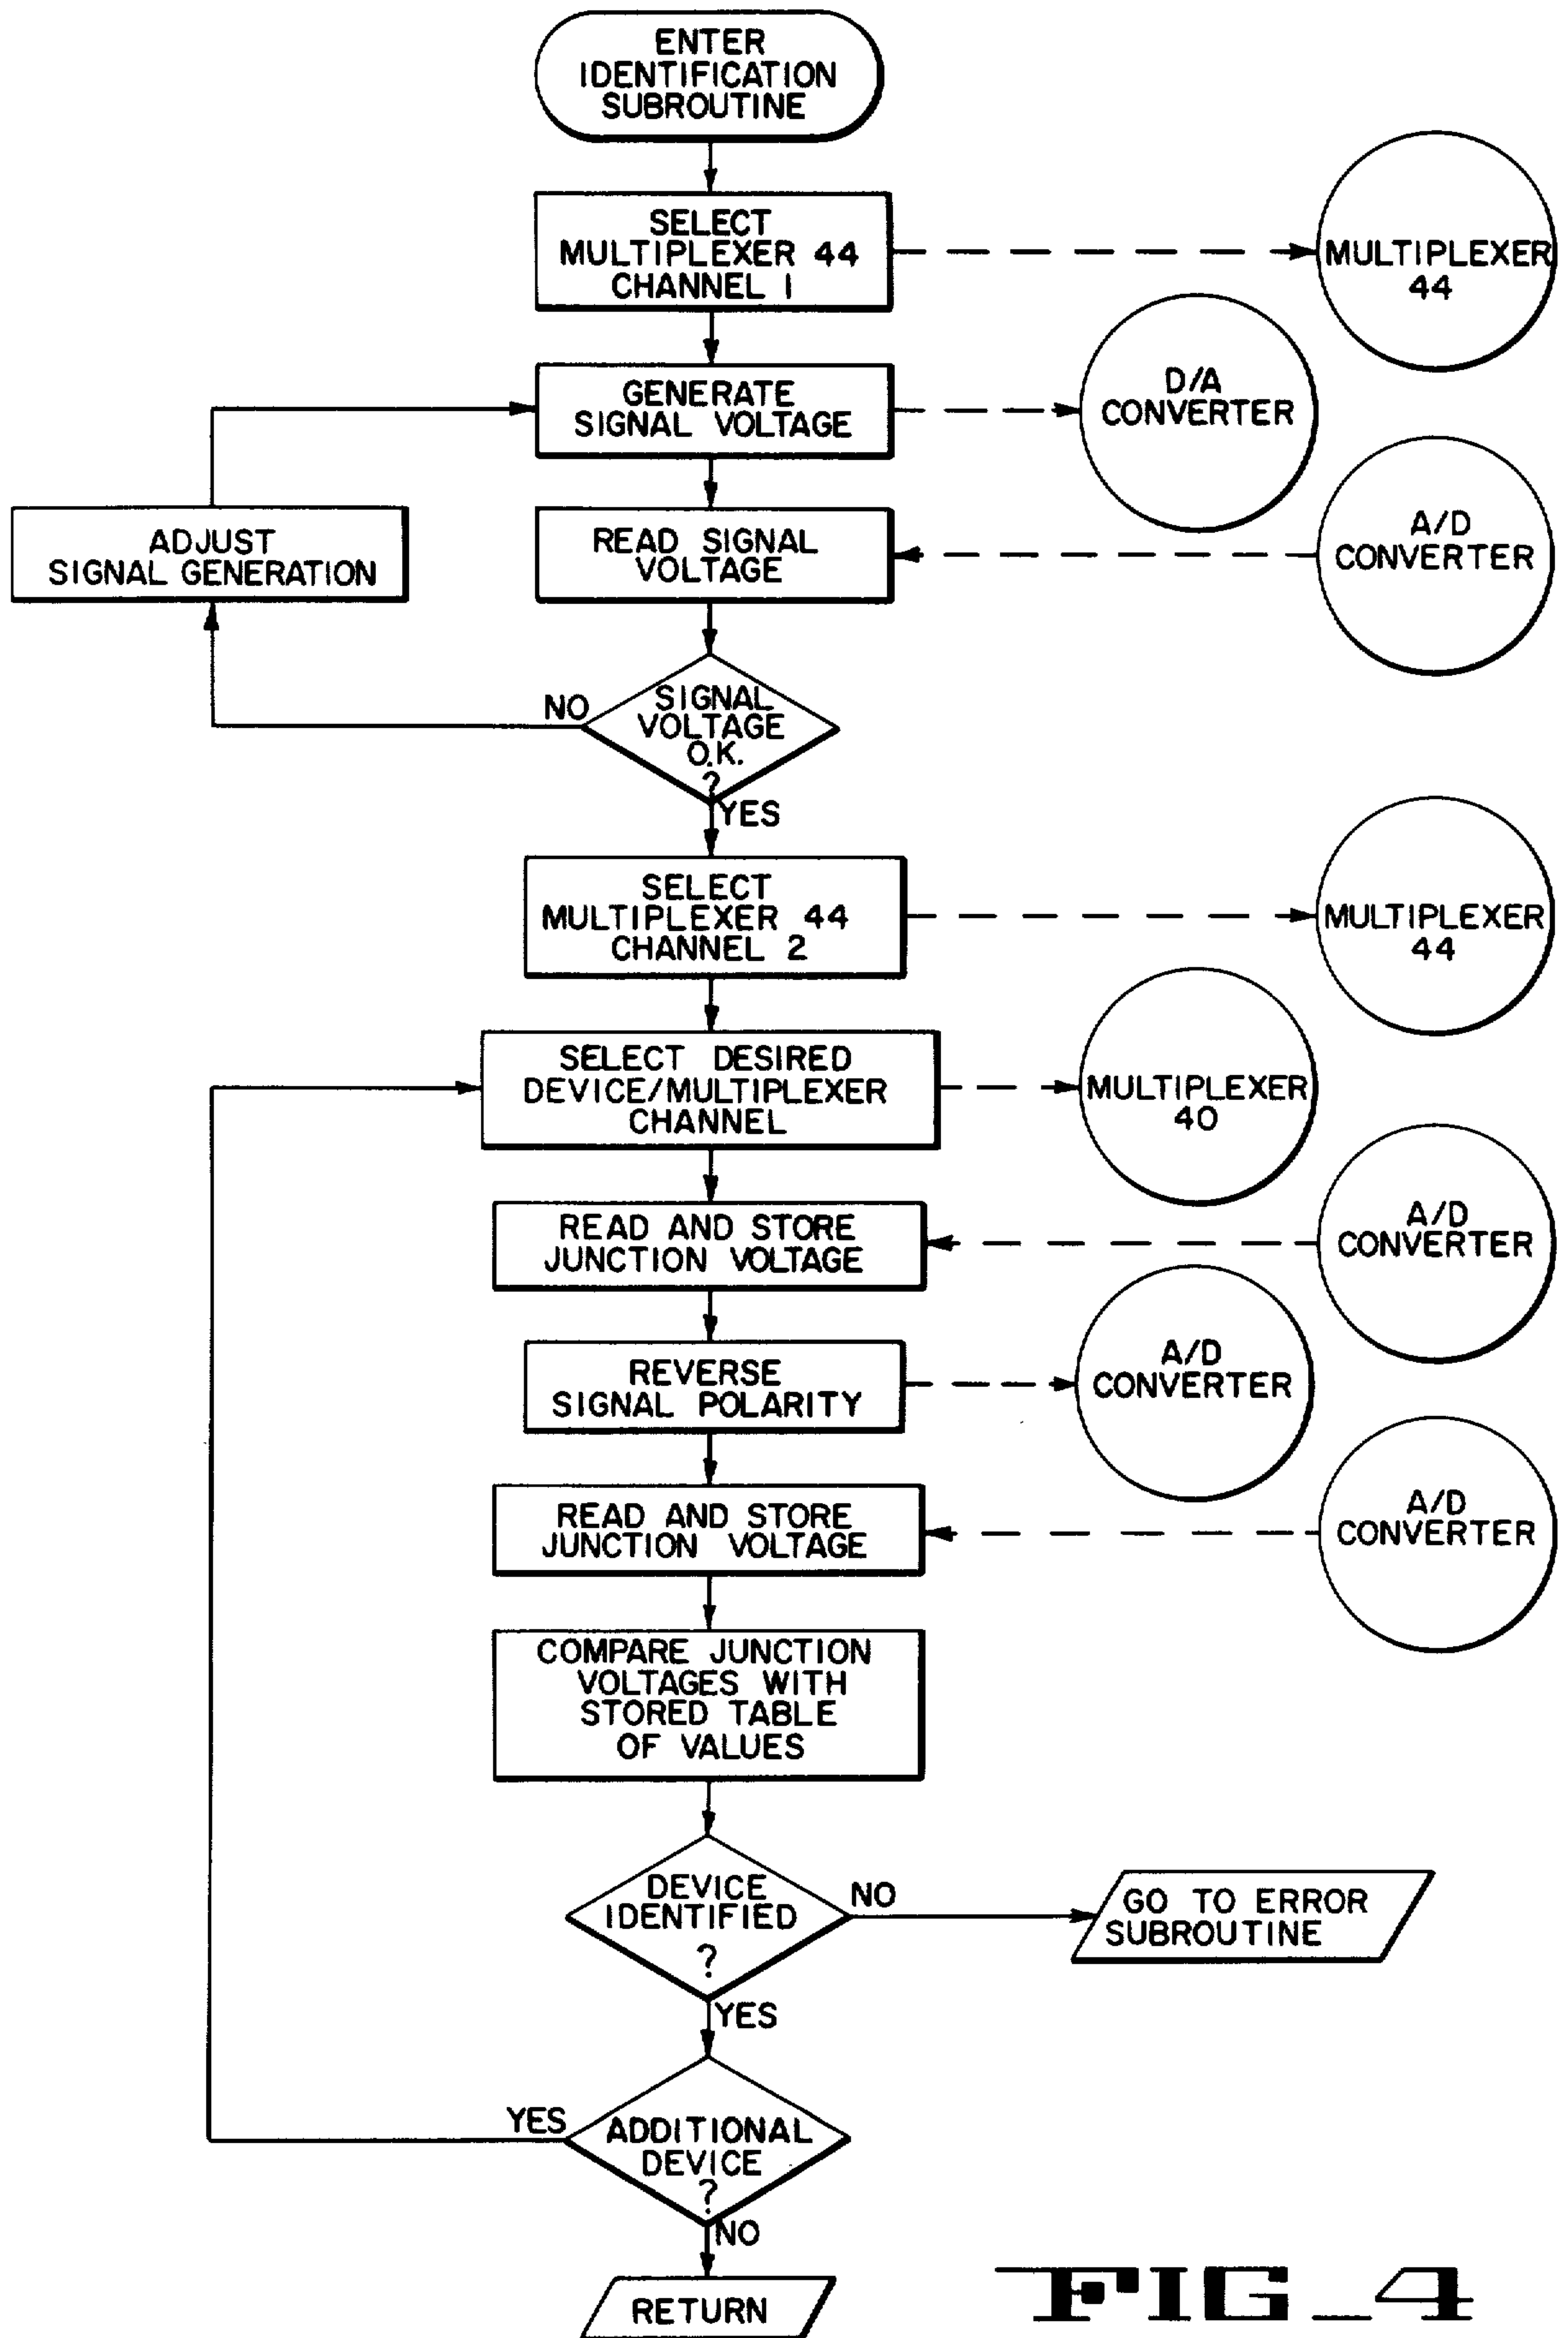 ENTER
IDENTIFICATION
SUBROUTINE
SELECT
MULTIPLEXER 44
CHANNEL 1
MULTIPLEXER
44
GENERATE
SIGNAL VOLTAGE
D/A
CONVERTER
ADJUST
SIGNAL GENERATION
READ SIGNAL
VOLTAGE
A/D
CONVERTER
NO
SIGNAL
VOLTAGE
O.K.
?
YES
SELECT
MULTIPLEXER 44
CHANNEL 2
MULTIPLEXER
44
SELECT DESIRED
DEVICE/MULTIPLEXER
CHANNEL
MULTIPLEXER
40
READ AND STORE
JUNCTION VOLTAGE
A/D
CONVERTER
REVERSE
SIGNAL POLARITY
A/D
CONVERTER
READ AND STORE
JUNCTION VOLTAGE
A/D
CONVERTER
COMPARE JUNCTION
VOLTAGES WITH
STORED TABLE
OF VALUES
DEVICE
IDENTIFIED
?
NO
GO TO ERROR
SUBROUTINE
YES
YES
ADDITIONAL
DEVICE
?
NO
RETURN
FIG_4